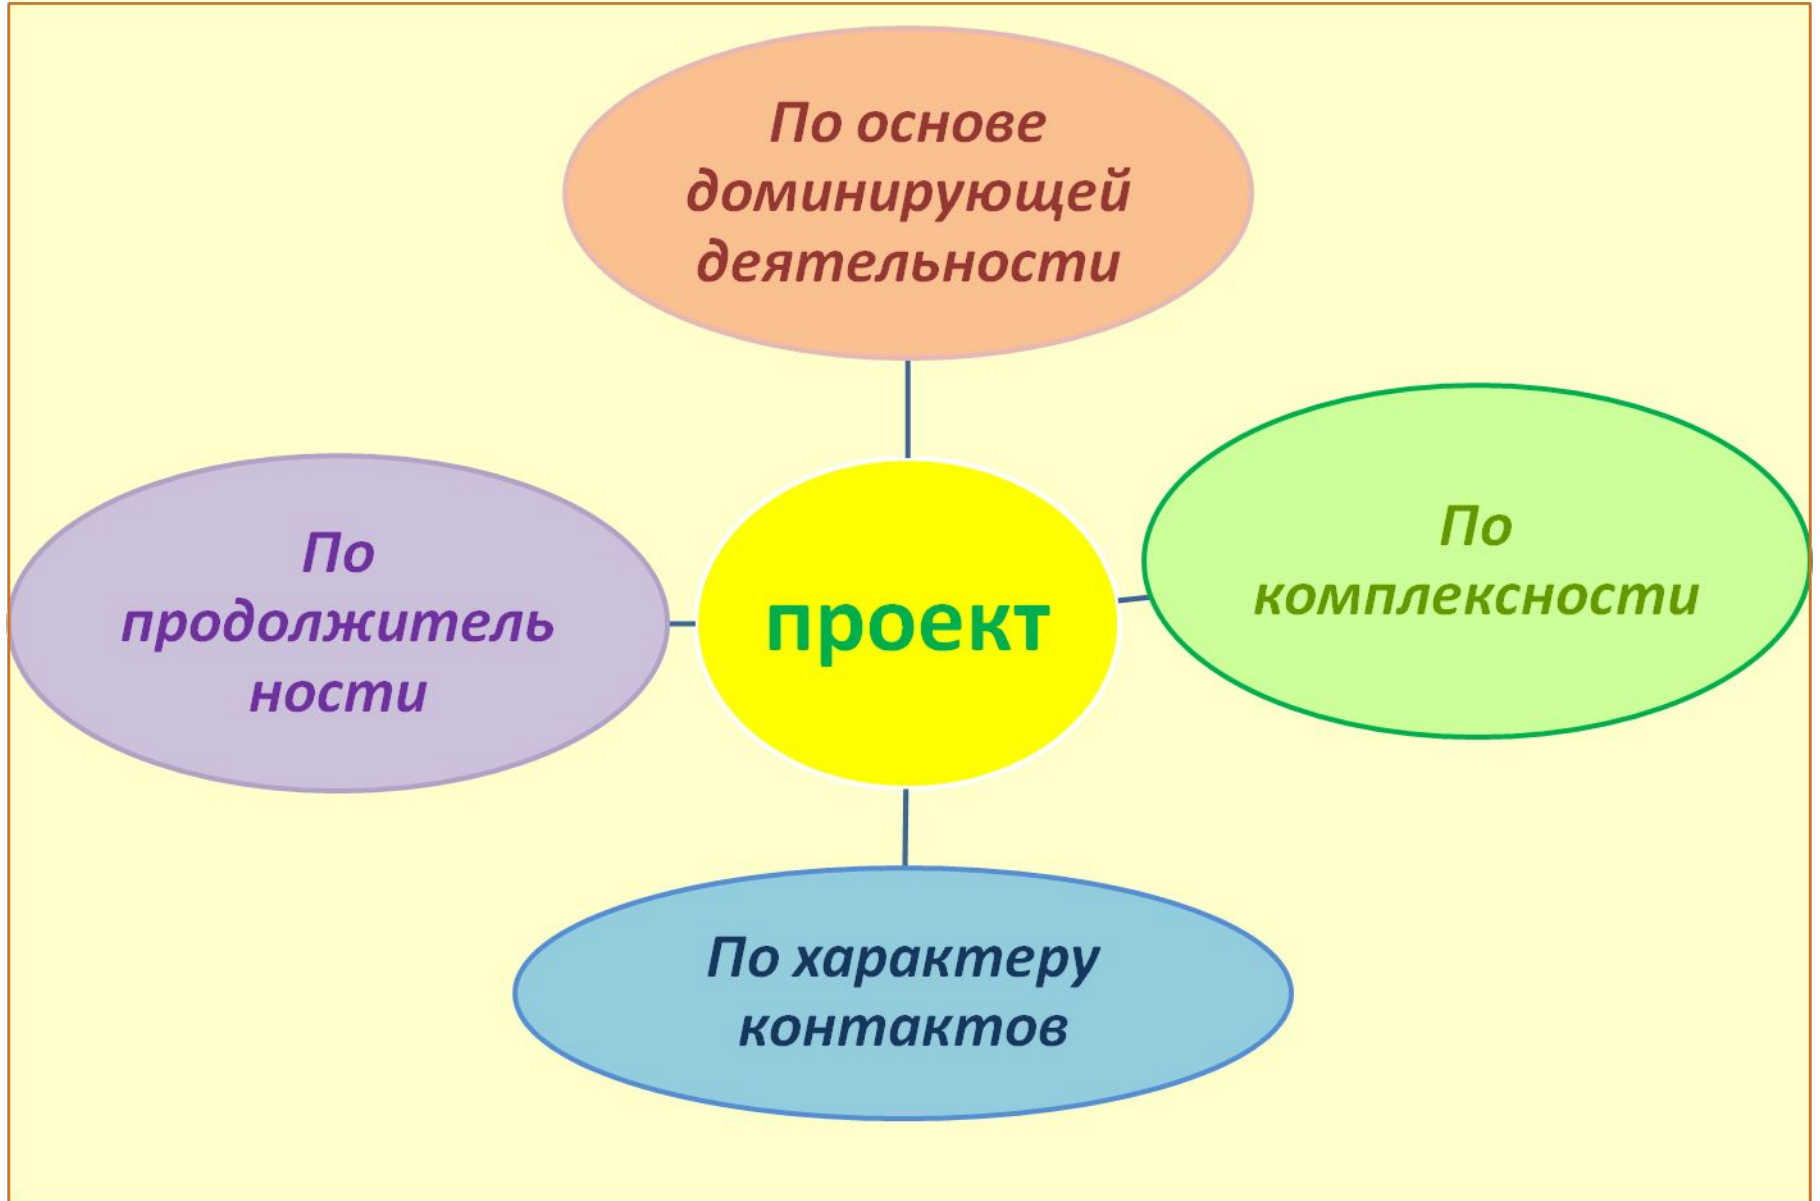 По основе
доминирующей
деятельности
По
комплексности
По
продолжитель
ности
проект
По характеру
контактов